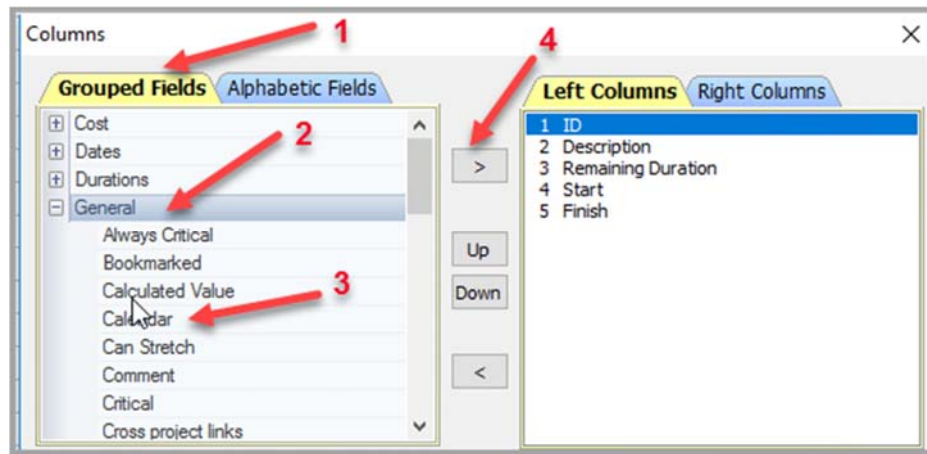 Columns
1
4
Grouped Fields Alphabetic Fields
Left Columns Right Columns
Cost
2
Dates
Durations
General
Always Critical
Bookmarked
Calculated Value
3
Calendar
Can Stretch
Comment
Critical
Cross project links
>
Up
Down
<
1 ID
2 Description
3 Remaining Duration
4 Start
5 Finish